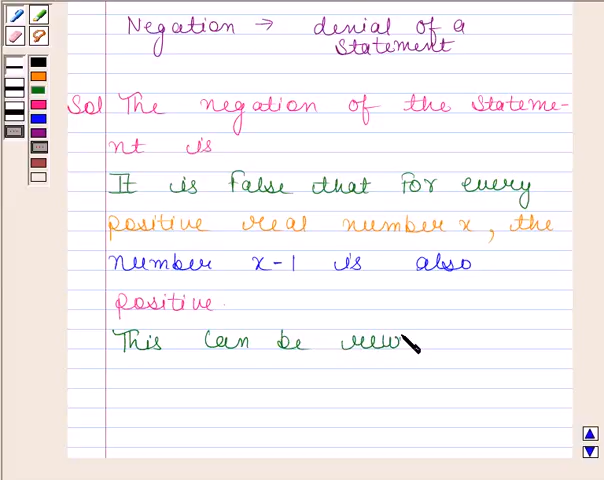 Negation → denial of a
statement
Sol The negation of the stateme-
nt is
It is false that for every
positive real number x, the
number x-1 is also
positive.
This can be rew